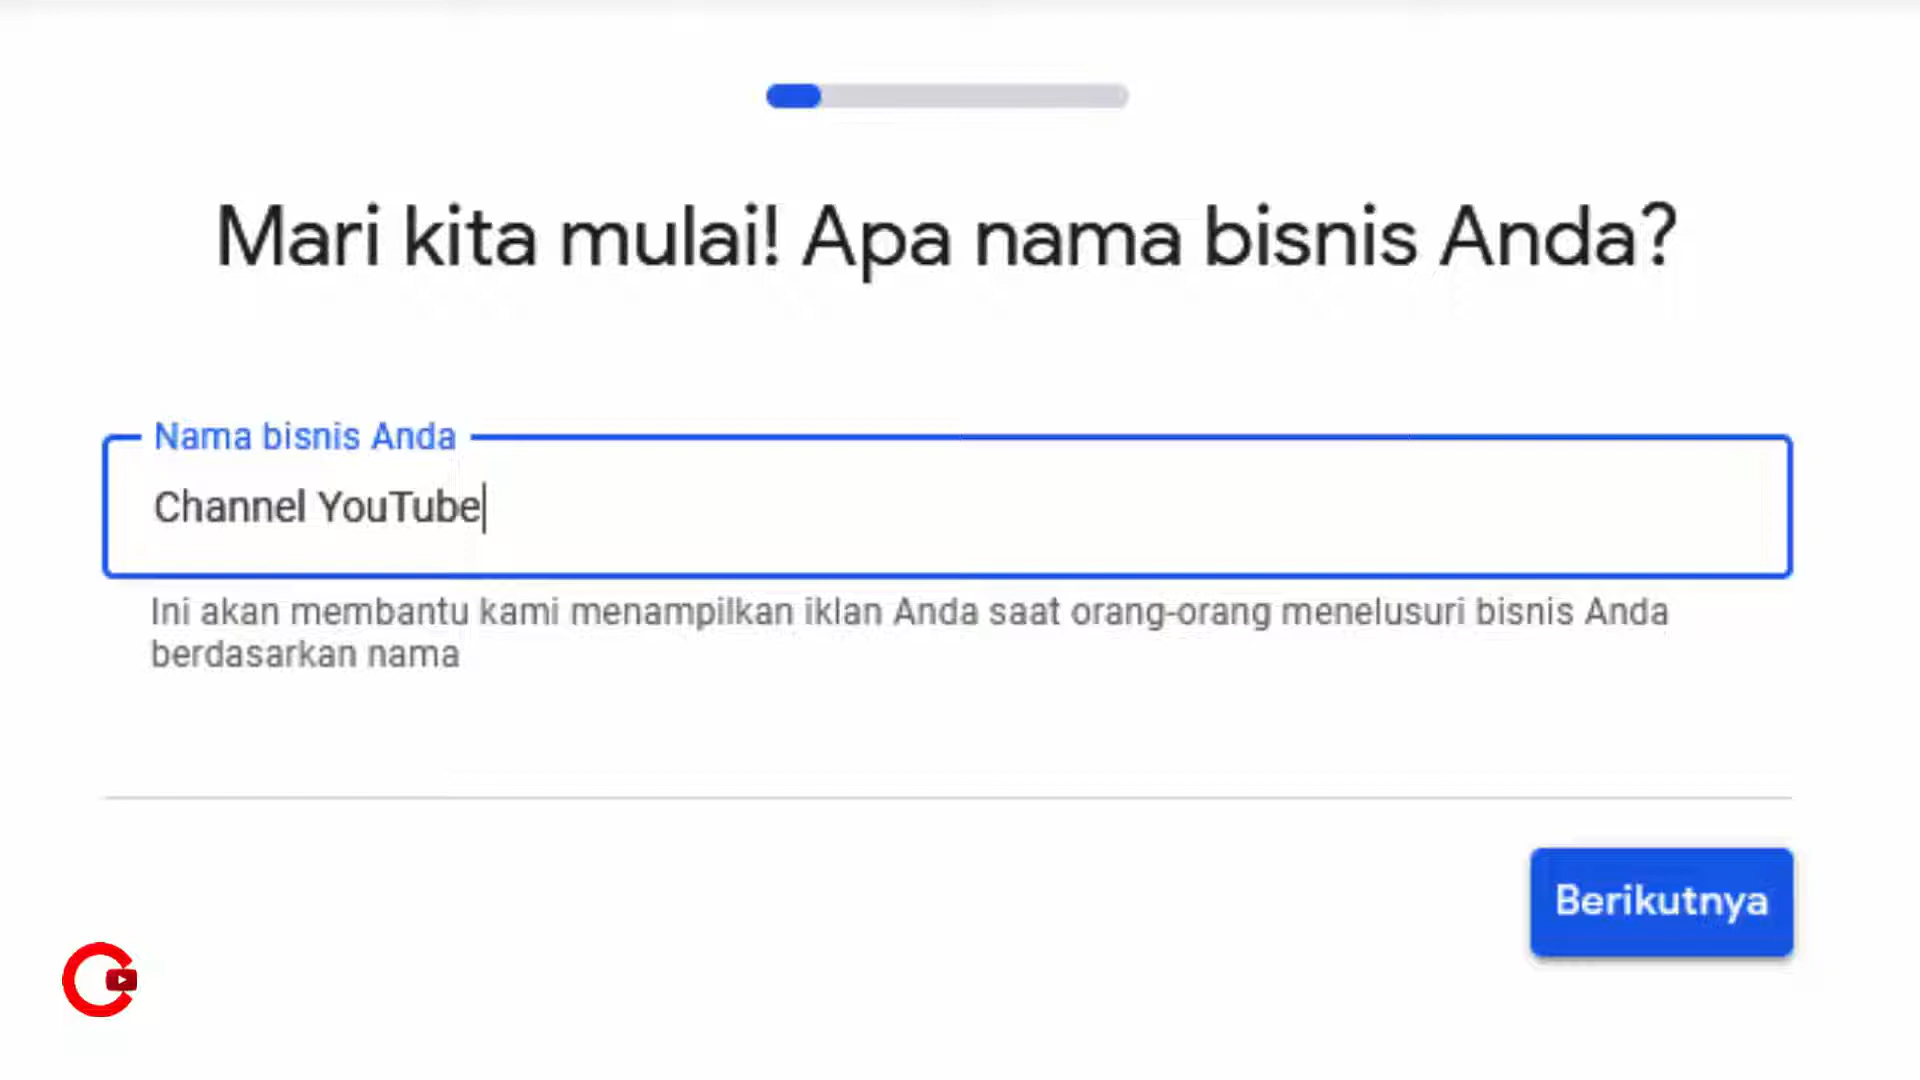 Mari kita mulai! Apa nama bisnis Anda?
Nama bisnis Anda
Channel YouTube
Ini akan membantu kami menampilkan iklan Anda saat orang-orang menelusuri bisnis Anda
berdasarkan nama
Berikutnya